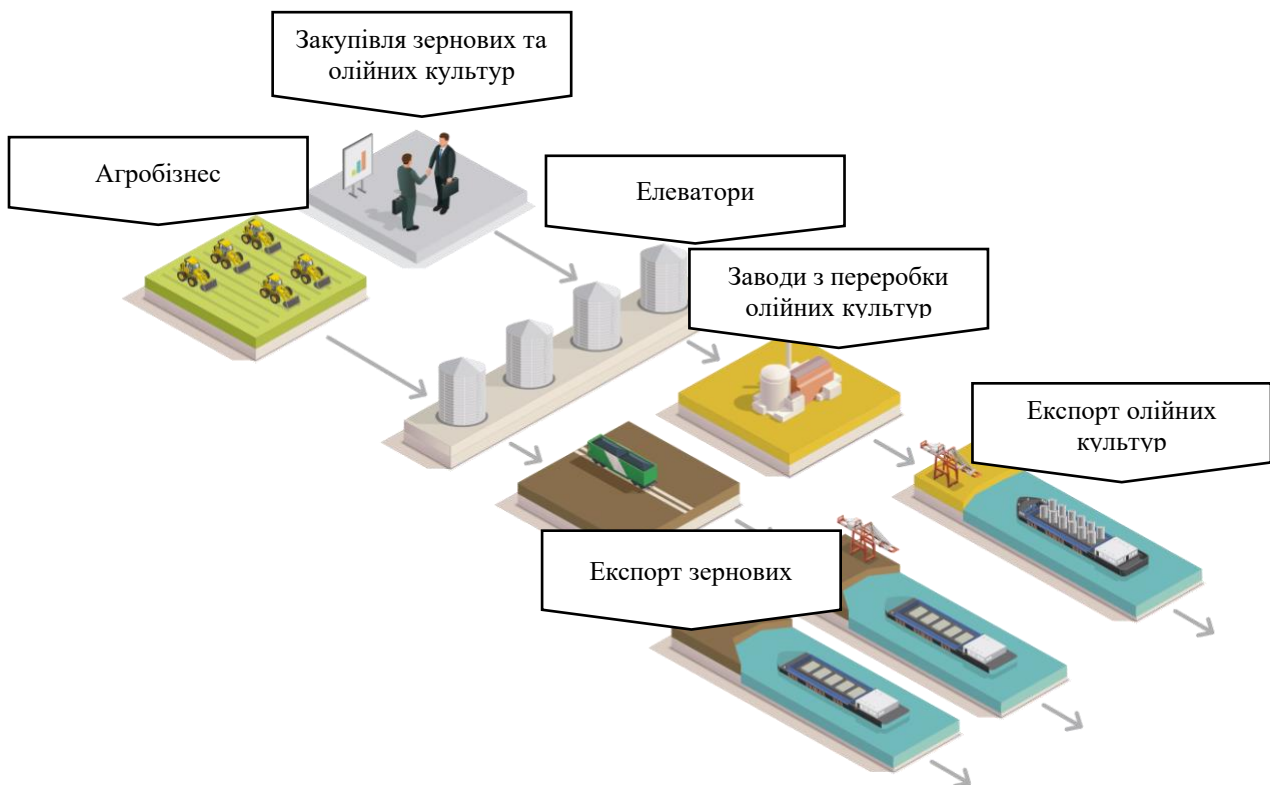 Закупівля зернових та
олійних культур
Агробізнес
Елеватори
Заводи з переробки
олійних культур
Експорт олійних
культур
Експорт зернових